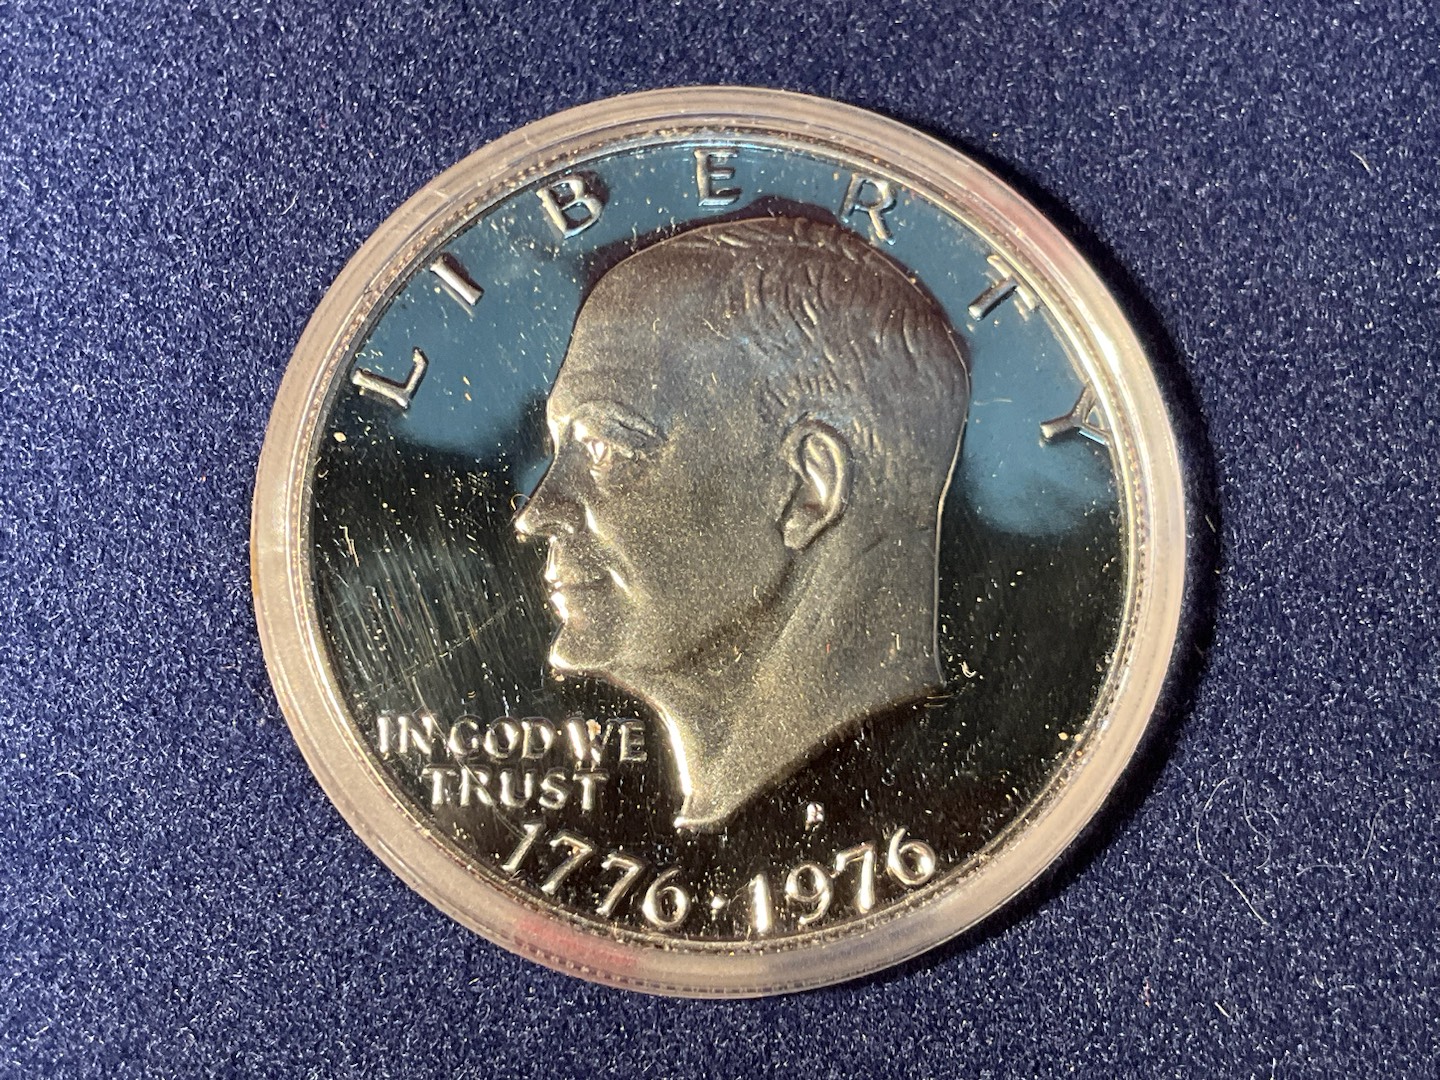 LIBERTY
IN GOD WE
TRUST
1776·1976